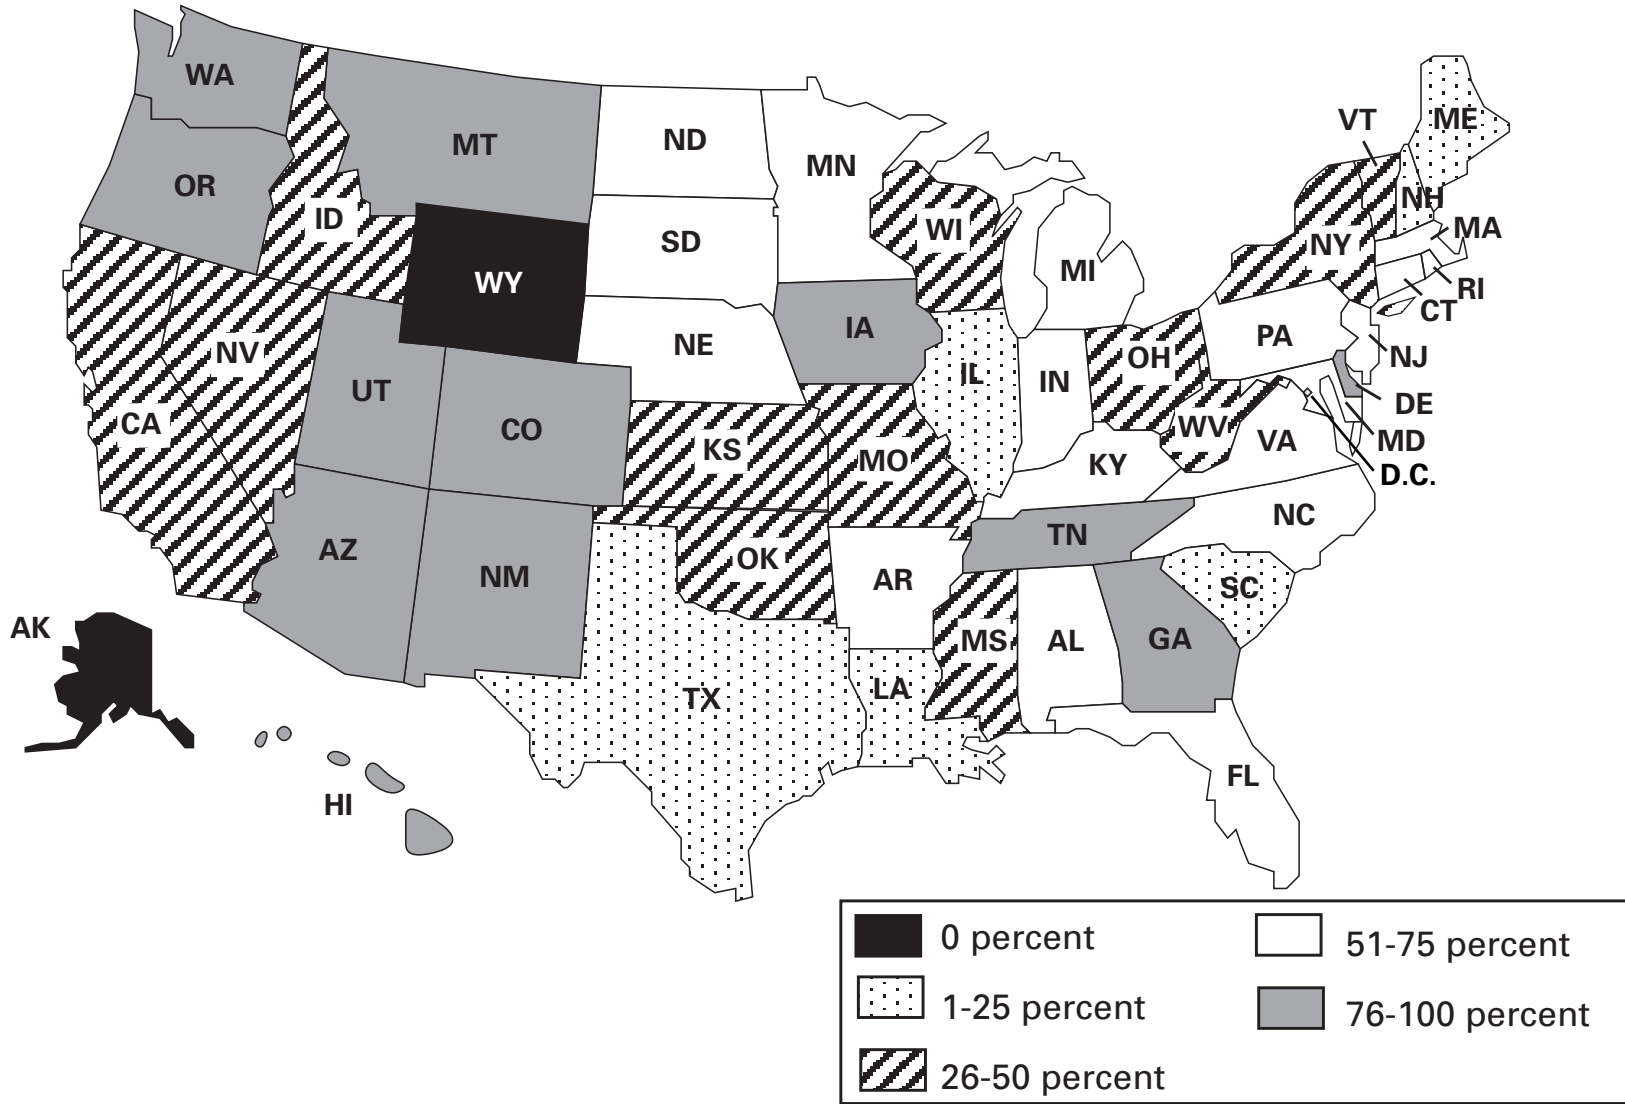 WA
MT
ND
MN
VT
ME
OR
ID
WI
NH
MA
SD
NY
WY
MI
RI
CT
NE
IA
PA
NJ
NV
OH
UT
IL
IN
DE
CA
CO
KS
MO
WV
VA
MD
KY
D.C.
AZ
NM
OK
TN
NC
AR
SC
AK
MS
AL
GA
TX
LA
HI
FL
0 percent
51-75 percent
1-25 percent
76-100 percent
26-50 percent